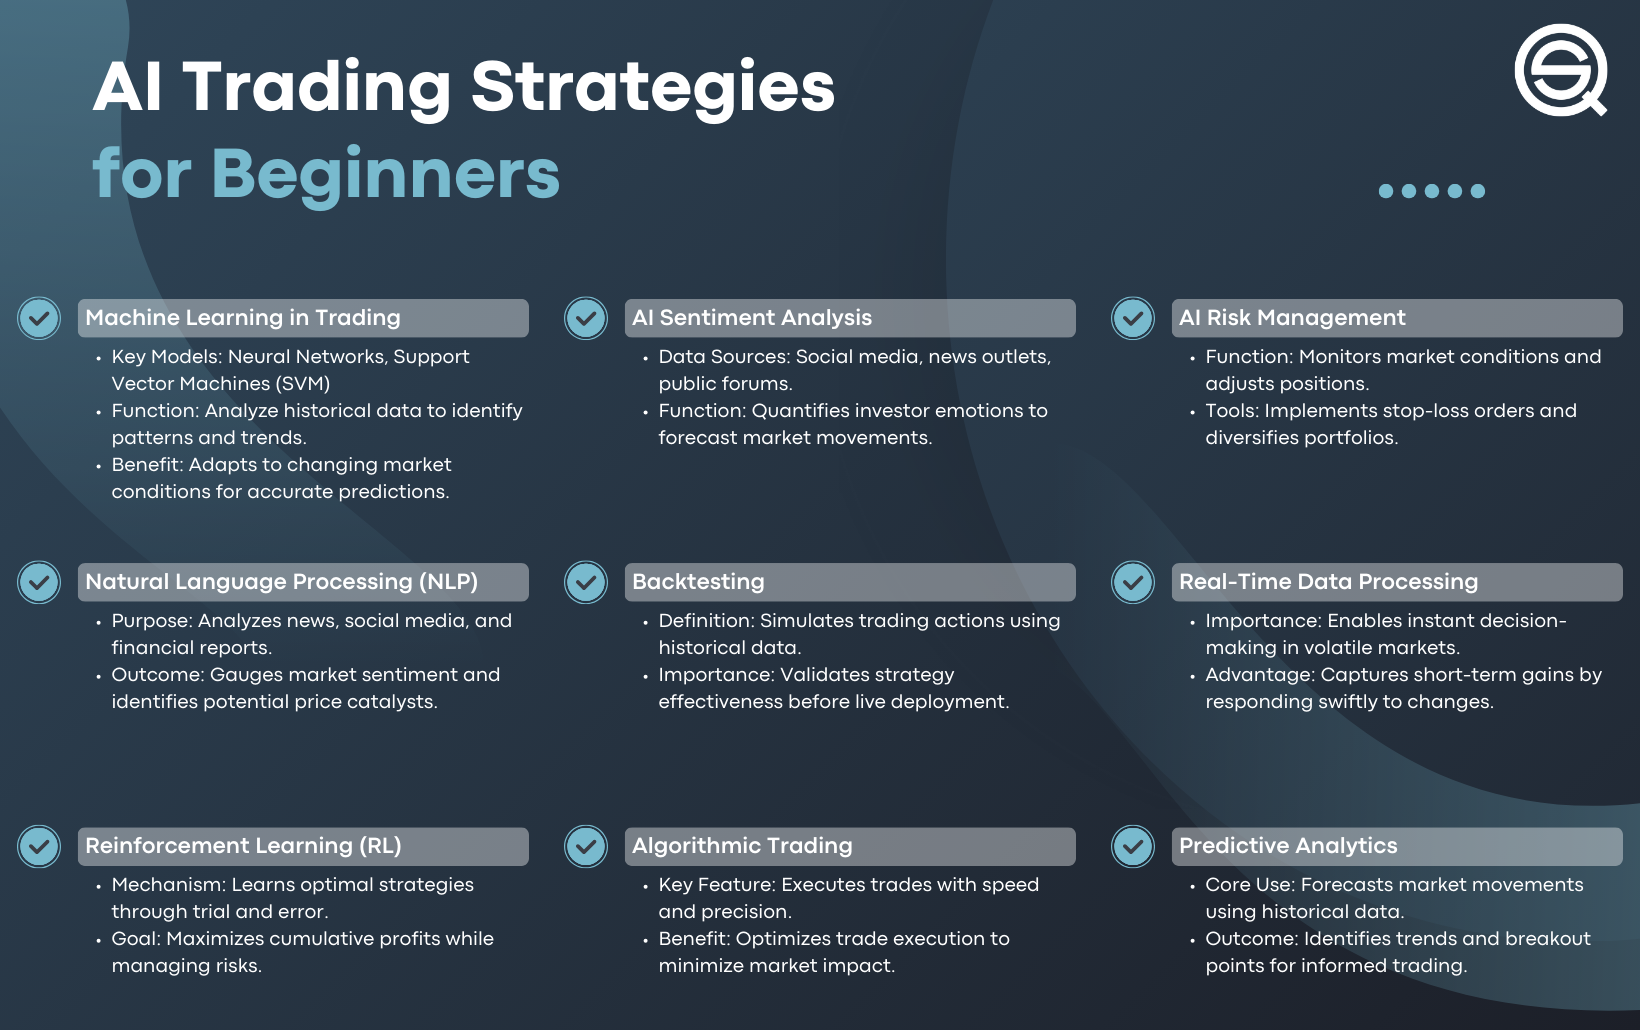 AI Trading Strategies
for Beginners
Machine Learning in Trading
• Key Models: Neural Networks, Support
Vector Machines (SVM)
• Function: Analyze historical data to identify
patterns and trends.
• Benefit: Adapts to changing market
conditions for accurate predictions.
AI Sentiment Analysis
• Data Sources: Social media, news outlets,
public forums.
• Function: Quantifies investor emotions to
forecast market movements.
AI Risk Management
• Function: Monitors market conditions and
adjusts positions.
• Tools: Implements stop-loss orders and
diversifies portfolios.
Natural Language Processing (NLP)
• Purpose: Analyzes news, social media, and
financial reports.
• Outcome: Gauges market sentiment and
identifies potential price catalysts.
Backtesting
• Definition: Simulates trading actions using
historical data.
• Importance: Validates strategy
effectiveness before live deployment.
Real-Time Data Processing
• Importance: Enables instant decision-
making in volatile markets.
• Advantage: Captures short-term gains by
responding swiftly to changes.
Reinforcement Learning (RL)
• Mechanism: Learns optimal strategies
through trial and error.
• Goal: Maximizes cumulative profits while
managing risks.
Algorithmic Trading
• Key Feature: Executes trades with speed
and precision.
• Benefit: Optimizes trade execution to
minimize market impact.
Predictive Analytics
• Core Use: Forecasts market movements
using historical data.
• Outcome: Identifies trends and breakout
points for informed trading.